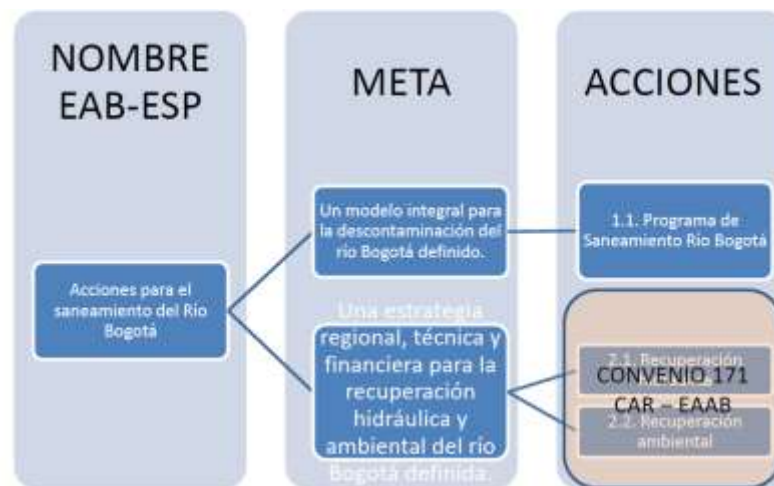 NOMBRE
EAB-ESP
META
ACCIONES
Acciones para el
saneamiento del Río
Bogotá
Un modelo integral para
la descontaminación del
río Bogotá definido.
Una estrategia
regional, técnica y
financiera para la
recuperación
hidráulica y
ambiental del río
Bogotá definida.
1.1. Programa de
Saneamiento Río Bogotá
2.1. Recuperación
CONVENIO 171
CAR – EAAB
2.2. Recuperación
ambiental